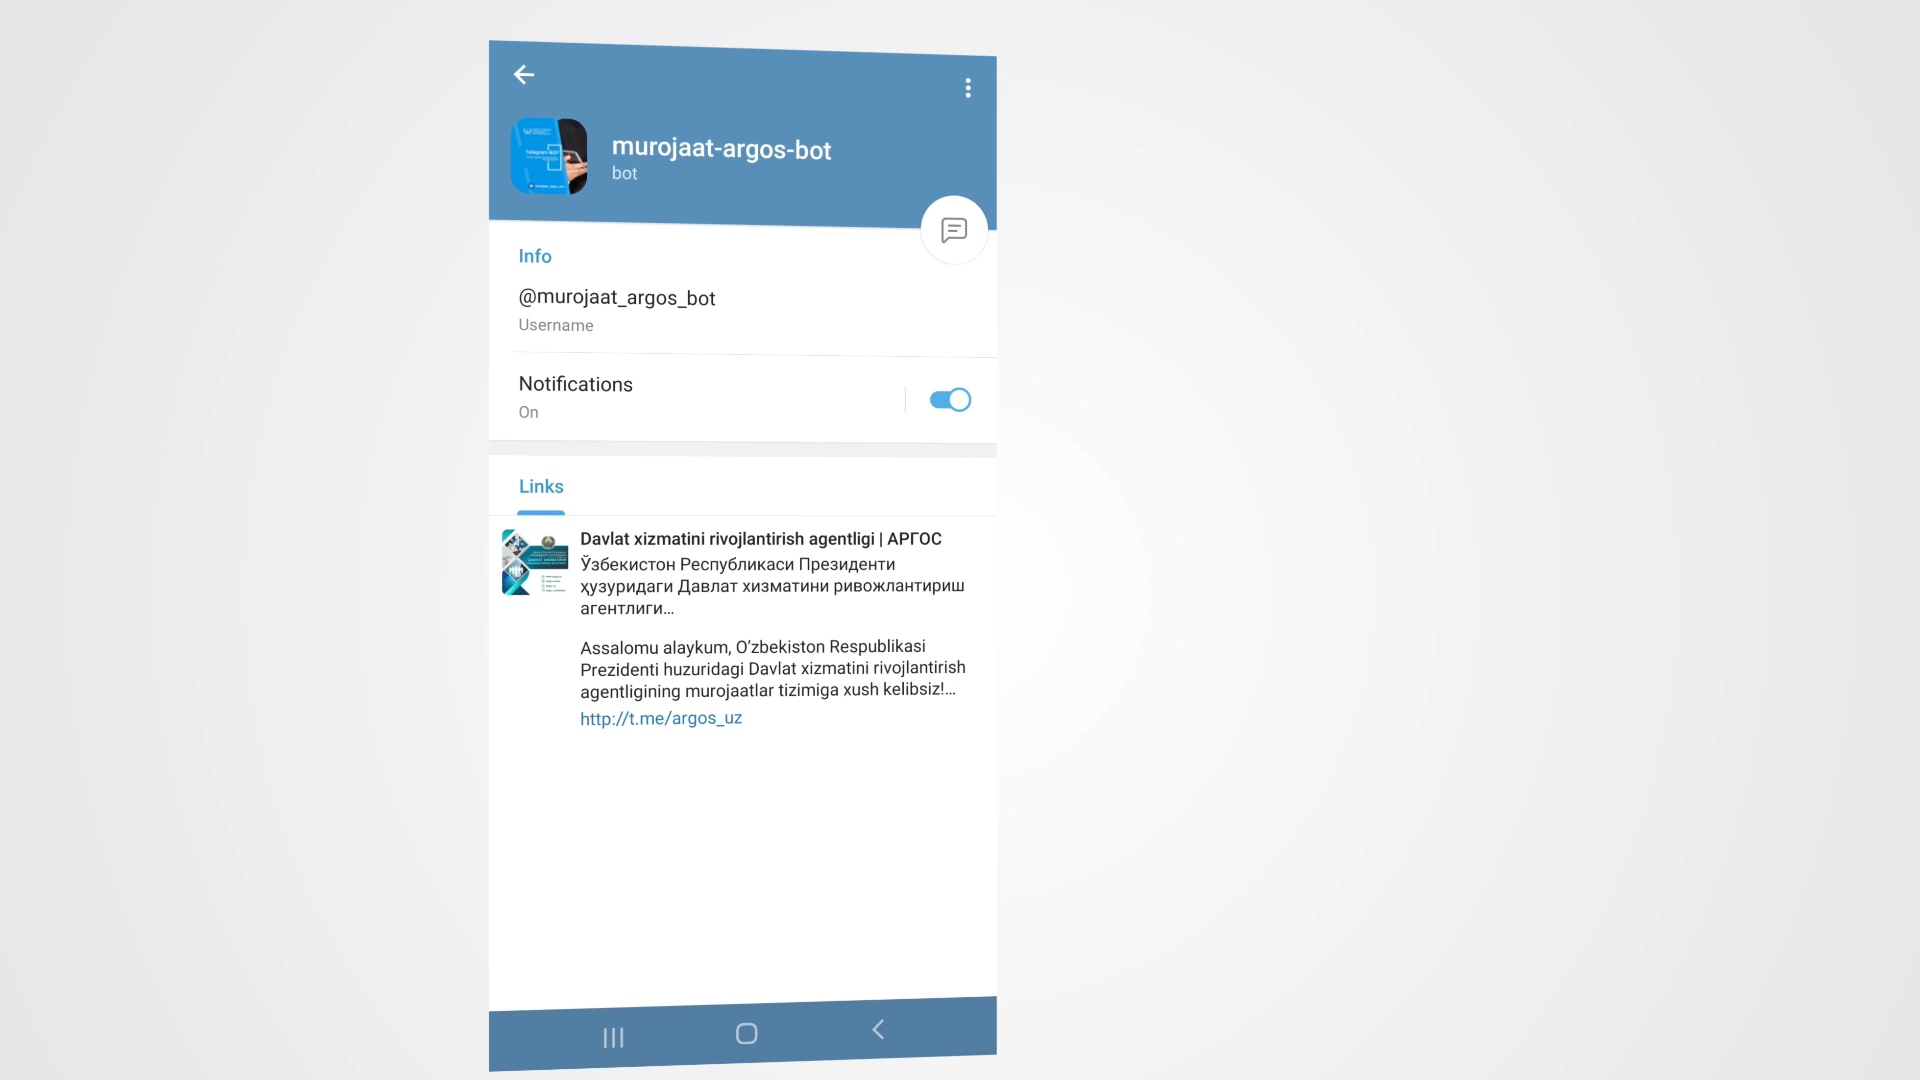 murojaat-argos-bot
bot
Info
@murojaat_argos_bot
Username
Notifications
On
Links
Davlat xizmatini rivojlantirish agentligi | АРГОС
Ўзбекистон Республикаси Президенти
ҳузуридаги Давлат хизматини ривожлантириш
агентлиги...
Assalomu alaykum, O’zbekiston Respublikasi
Prezidenti huzuridagi Davlat xizmatini rivojlantirish
agentligining murojaatlar tizimiga xush kelibsiz!...
http://t.me/argos_uz